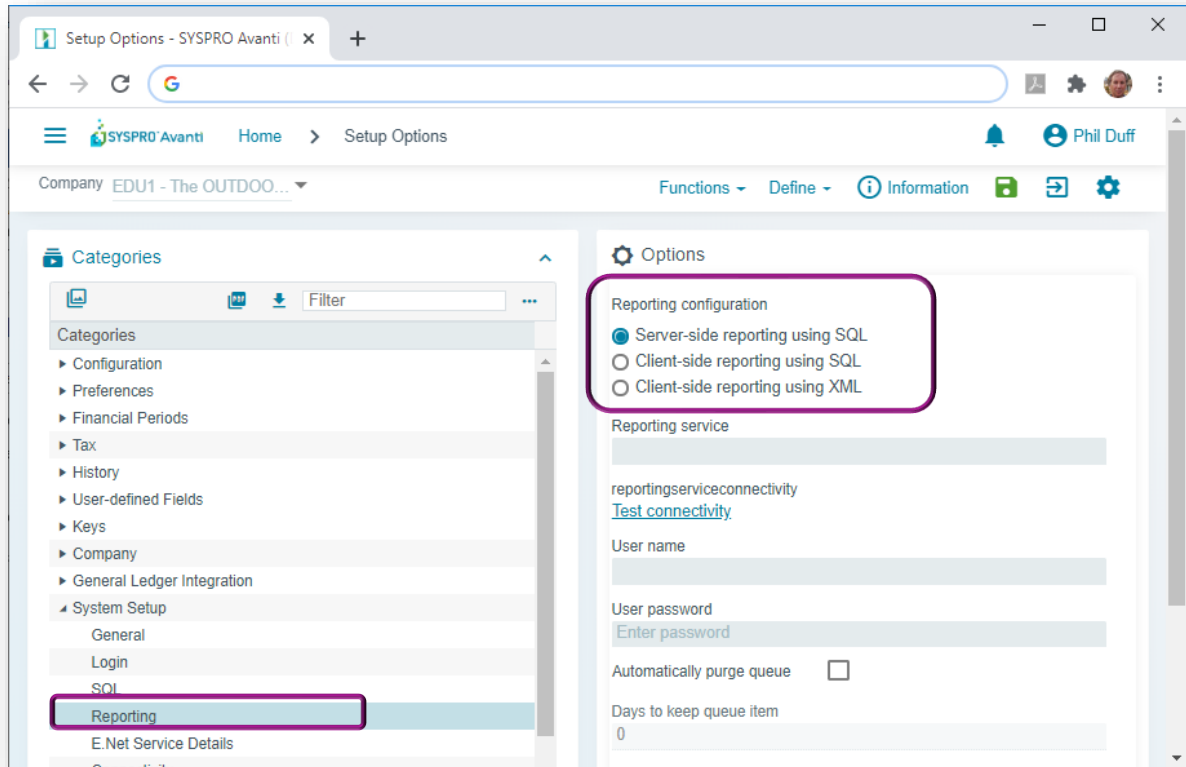 Setup Options - SYSPRO Avanti (
SYSPRO Avanti Home > Setup Options Phil Duff
Company EDU1 - The OUTDOO... Functions Define Information
Categories
PDF Filter ...
Categories
Configuration
Preferences
Financial Periods
Tax
History
User-defined Fields
Keys
Company
General Ledger Integration
System Setup
General
Login
SQL
Reporting
E.Net Service Details
Options
Reporting configuration
Server-side reporting using SQL
Client-side reporting using SQL
Client-side reporting using XML
Reporting service
reportingserviceconnectivity
Test connectivity
User name
User password
Enter password
Automatically purge queue
Days to keep queue item
0